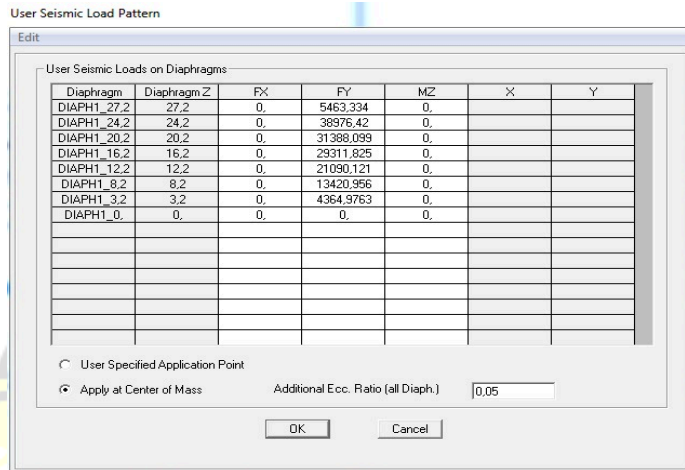 User Seismic Load Pattern
Edit
User Seismic Loads on Diaphragms
Diaphragm Diaphragm Z FX FY MZ X Y
DIAPH1_27,2 27,2 0, 5463,334 0,
DIAPH1_24,2 24,2 0, 38976,42 0,
DIAPH1_20,2 20,2 0, 31388,099 0,
DIAPH1_16,2 16,2 0, 29311,825 0,
DIAPH1_12,2 12,2 0, 21090,121 0,
DIAPH1_8,2 8,2 0, 13420,956 0,
DIAPH1_3,2 3,2 0, 4364,9763 0,
DIAPH1_0, 0, 0, 0, 0,
User Specified Application Point
Apply at Center of Mass Additional Ecc. Ratio (all Diaph.) 0,05
OK Cancel